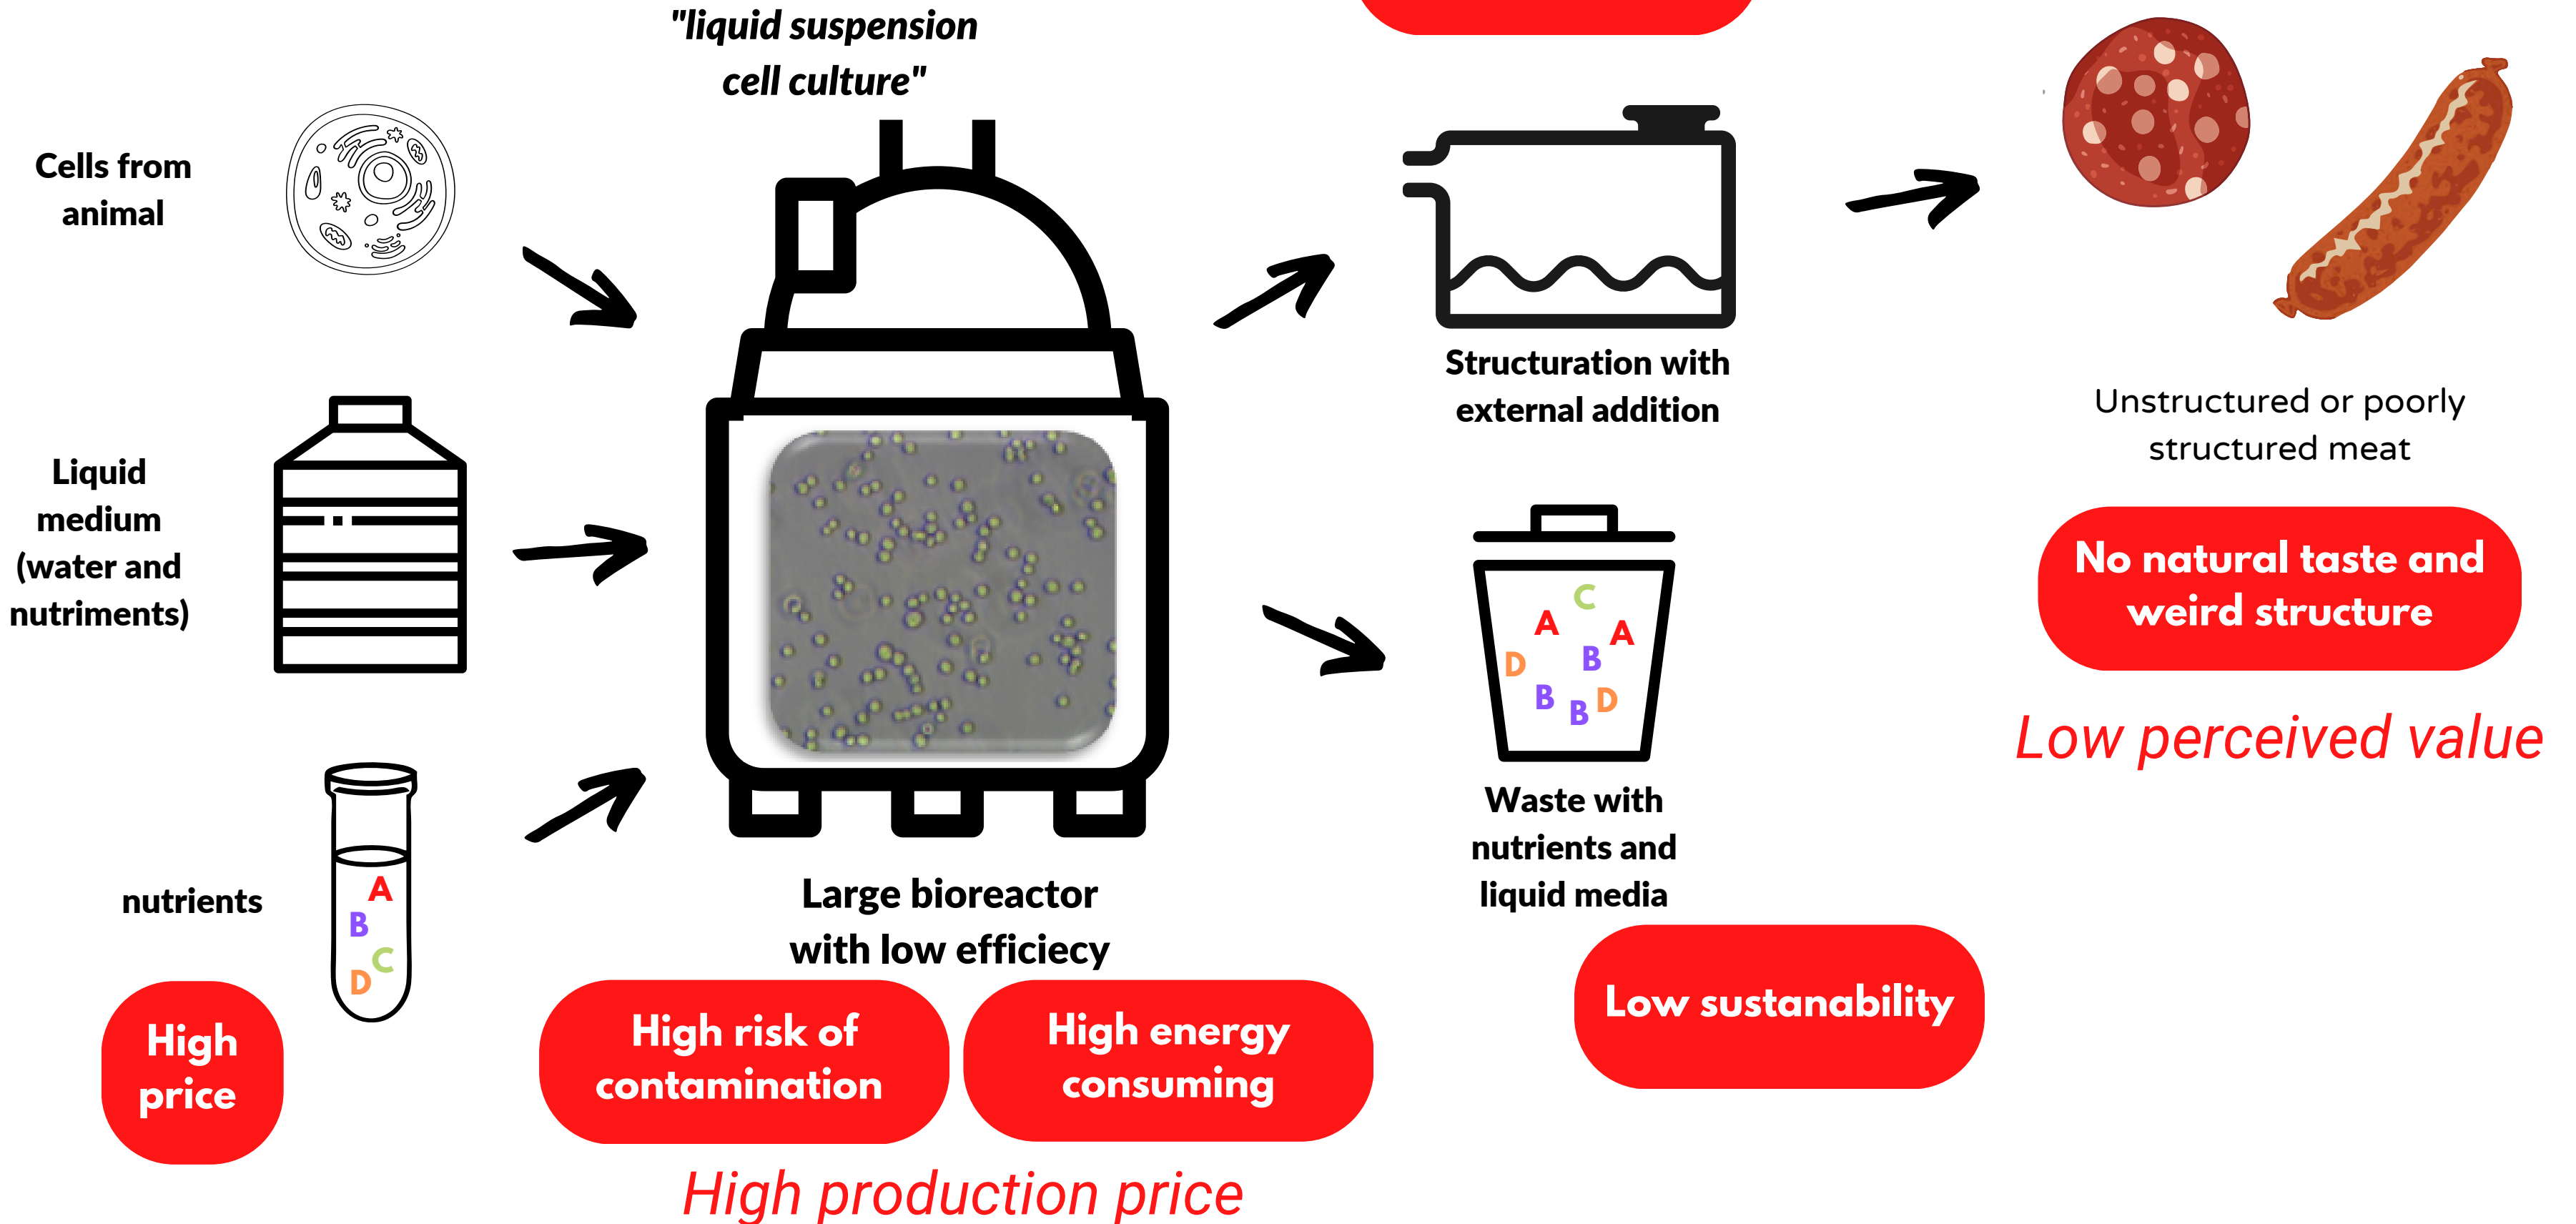 "liquid suspension
cell culture"
Cells from
animal
Liquid
medium
(water and
nutriments)
nutrients
A
B
C
D
High
price
Large bioreactor
with low efficiecy
High risk of
contamination
High energy
consuming
High production price
Structuration with
external addition
C
A
A
D
B
B
D
B
Waste with
nutrients and
liquid media
Low sustanability
Unstructured or poorly
structured meat
No natural taste and
weird structure
Low perceived value